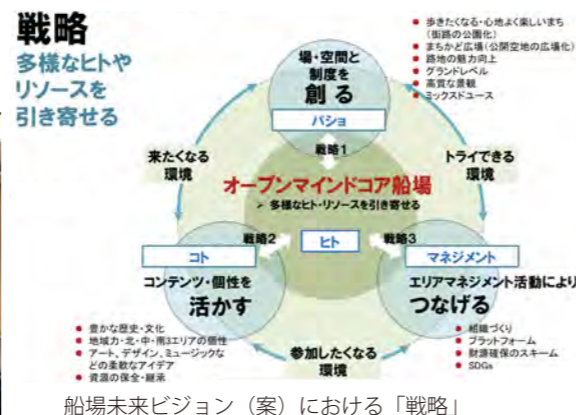 戦略
多様なヒトや
リソースを
引き寄せる
場・空間と
制度を
創る
バショ
戦略1
● 歩きたくなる・心地よく楽しいまち
(街路の公園化)
● まちかど広場(公開空地の広場化)
● 路地の魅力向上
● グランドレベル
● 高質な景観
● ミックスドユース
来たくなる
環境
トライできる
環境
オープンマインドコア船場
➢ 多様なヒト・リソースを引き寄せる
戦略2
ヒト
戦略3
コト
コンテンツ・個性を
活かす
マネジメント
エリアマネジメント活動により
つなげる
● 豊かな歴史・文化
● 地域力・北・中・南3エリアの個性
● アート、デザイン、ミュージックな
どの柔軟なアイデア
● 資源の保全・継承
参加したくなる
環境
● 組織づくり
● プラットフォーム
● 財源確保のスキーム
● SDGs
船場未来ビジョン(案)における「戦略」